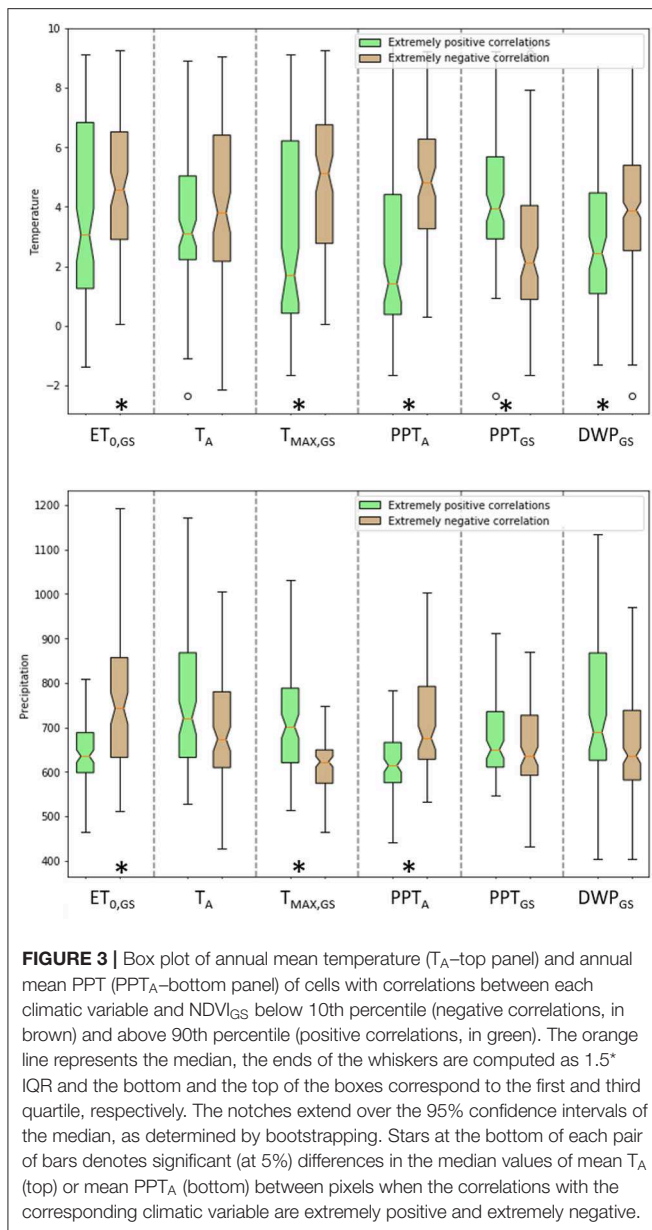 10
8
6
4
2
0
−2
Temperature
Extremely positive correlations
Extremely negative correlation
* * * * *
ET0,GS TA TMAX,GS PPTA PPTGS DWPGS
1200
1100
1000
900
800
700
600
500
400
Precipitation
Extremely positive correlations
Extremely negative correlation
* * *
ET0,GS TA TMAX,GS PPTA PPTGS DWPGS
FIGURE 3 | Box plot of annual mean temperature (TA–top panel) and annual
mean PPT (PPTA–bottom panel) of cells with correlations between each
climatic variable and NDVIGS below 10th percentile (negative correlations, in
brown) and above 90th percentile (positive correlations, in green). The orange
line represents the median, the ends of the whiskers are computed as 1.5*
IQR and the bottom and the top of the boxes correspond to the first and third
quartile, respectively. The notches extend over the 95% confidence intervals of
the median, as determined by bootstrapping. Stars at the bottom of each pair
of bars denotes significant (at 5%) differences in the median values of mean TA
(top) or mean PPTA (bottom) between pixels when the correlations with the
corresponding climatic variable are extremely positive and extremely negative.